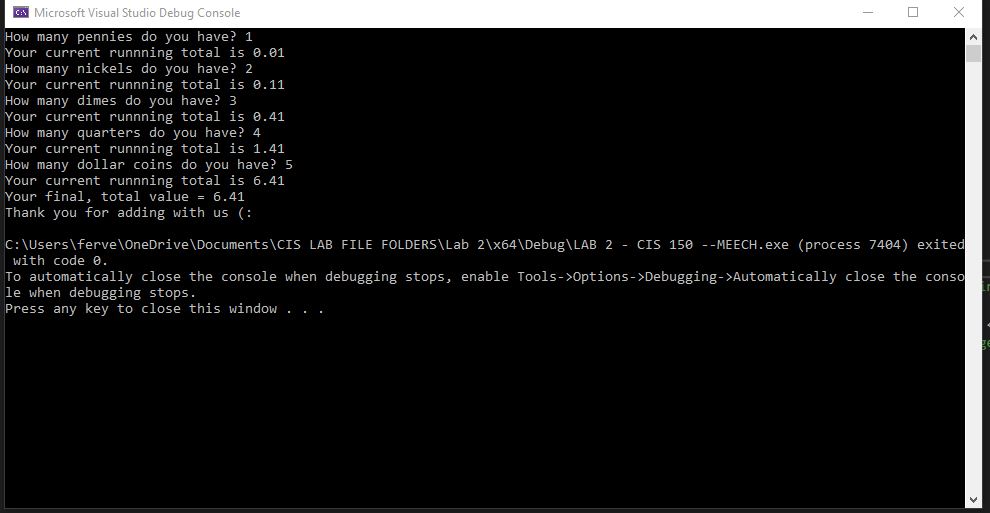 Microsoft Visual Studio Debug Console
How many pennies do you have? 1
Your current runnning total is 0.01
How many nickels do you have? 2
Your current runnning total is 0.11
How many dimes do you have? 3
Your current runnning total is 0.41
How many quarters do you have? 4
Your current runnning total is 1.41
How many dollar coins do you have? 5
Your current runnning total is 6.41
Your final, total value = 6.41
Thank you for adding with us (:
C:\Users\ferve\OneDrive\Documents\CIS LAB FILE FOLDERS\Lab 2\x64\Debug\LAB 2 - CIS 150 --MEECH.exe (process 7404) exited
with code 0.
To automatically close the console when debugging stops, enable Tools->Options->Debugging->Automatically close the conso
le when debugging stops.
Press any key to close this window . . .